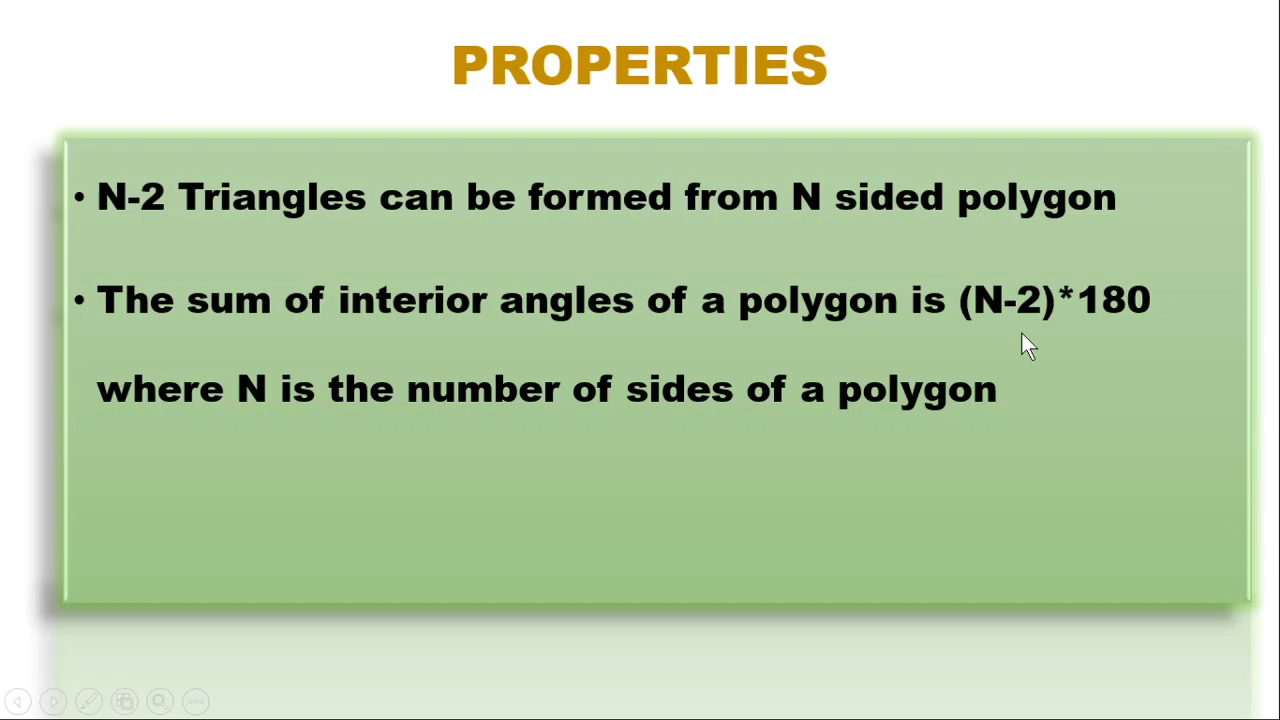 PROPERTIES
• N-2 Triangles can be formed from N sided polygon
• The sum of interior angles of a polygon is (N-2)*180
where N is the number of sides of a polygon